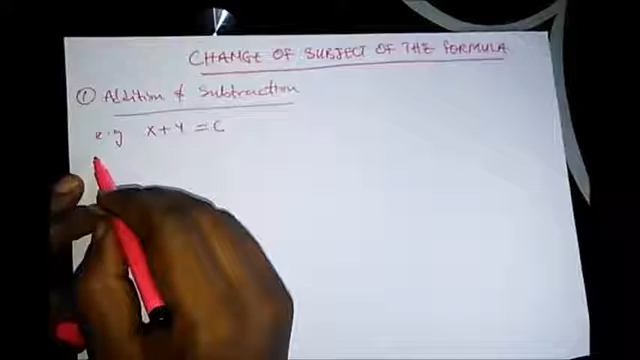 CHANGE OF SUBJECT OF THE FORMULA
① Addition & Subtraction
e.g x + y = c